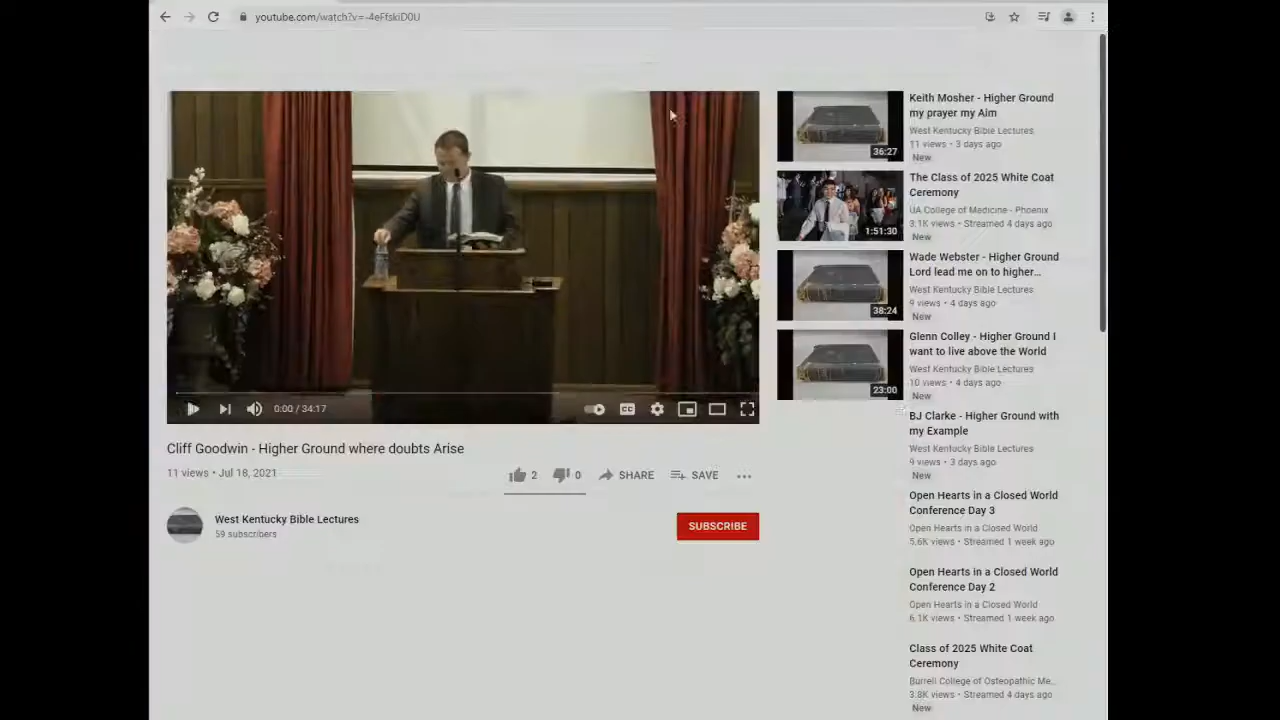 youtube.com/watch?v=-4eFfskiD0U
0:00 / 34:17
CC
Cliff Goodwin - Higher Ground where doubts Arise
11 views • Jul 18, 2021
2
0
SHARE
SAVE
West Kentucky Bible Lectures
59 subscribers
SUBSCRIBE
36:27
Keith Mosher - Higher Ground
my prayer my Aim
West Kentucky Bible Lectures
11 views • 3 days ago
New
1:51:30
The Class of 2025 White Coat
Ceremony
UA College of Medicine - Phoenix
3.1K views • Streamed 4 days ago
New
38:24
Wade Webster - Higher Ground
Lord lead me on to higher...
West Kentucky Bible Lectures
9 views • 4 days ago
New
23:00
Glenn Colley - Higher Ground I
want to live above the World
West Kentucky Bible Lectures
10 views • 4 days ago
New
BJ Clarke - Higher Ground with
my Example
West Kentucky Bible Lectures
9 views • 3 days ago
New
Open Hearts in a Closed World
Conference Day 3
Open Hearts in a Closed World
5.6K views • Streamed 1 week ago
Open Hearts in a Closed World
Conference Day 2
Open Hearts in a Closed World
6.1K views • Streamed 1 week ago
Class of 2025 White Coat
Ceremony
Burrell College of Osteopathic Me...
3.8K views • Streamed 4 days ago
New